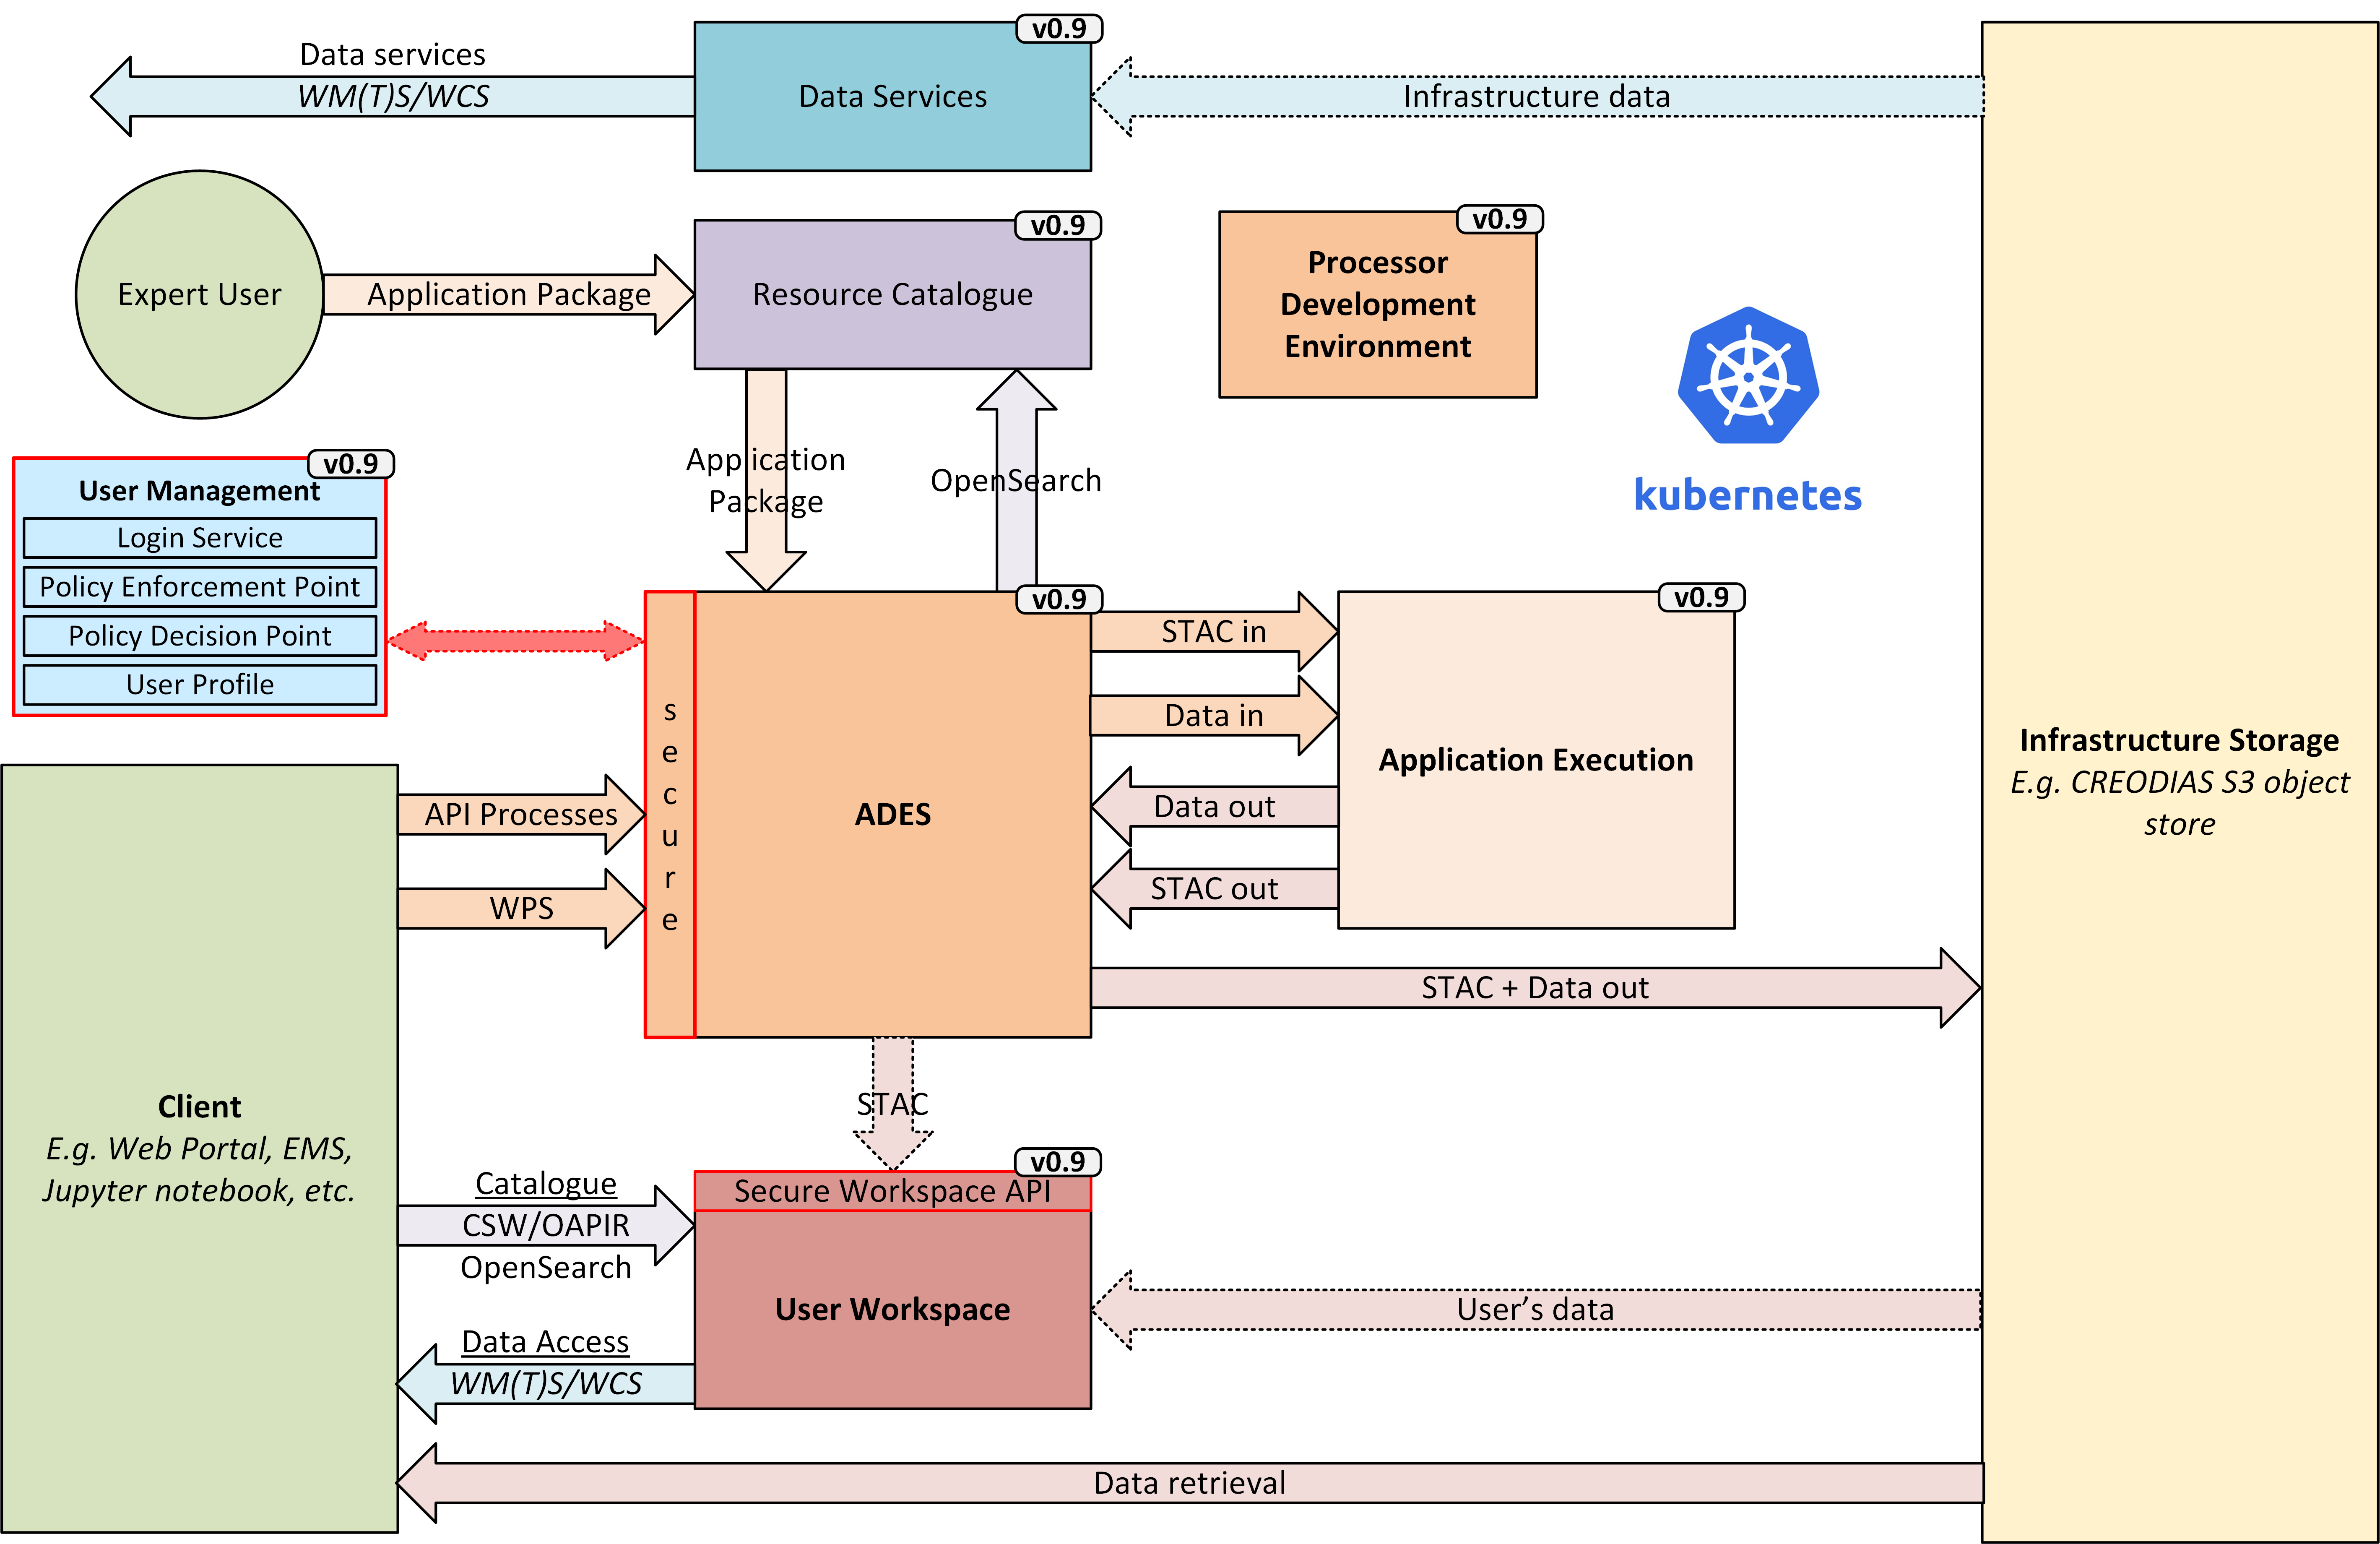 v0.9
Data services
WM(T)S/WCS
Data Services
Infrastructure data
v0.9
Expert User
Application Package
Resource Catalogue
v0.9
Processor
Development
Environment
kubernetes
Application
Package
OpenSearch
v0.9
User Management
Login Service
Policy Enforcement Point
Policy Decision Point
User Profile
v0.9
secure
ADES
API Processes
WPS
STAC in
Data in
Data out
STAC out
v0.9
Application Execution
STAC + Data out
Infrastructure Storage
E.g. CREODIAS S3 object
store
STAC
Client
E.g. Web Portal, EMS,
Jupyter notebook, etc.
Catalogue
CSW/OAPIR
OpenSearch
v0.9
Secure Workspace API
User Workspace
User’s data
Data Access
WM(T)S/WCS
Data retrieval